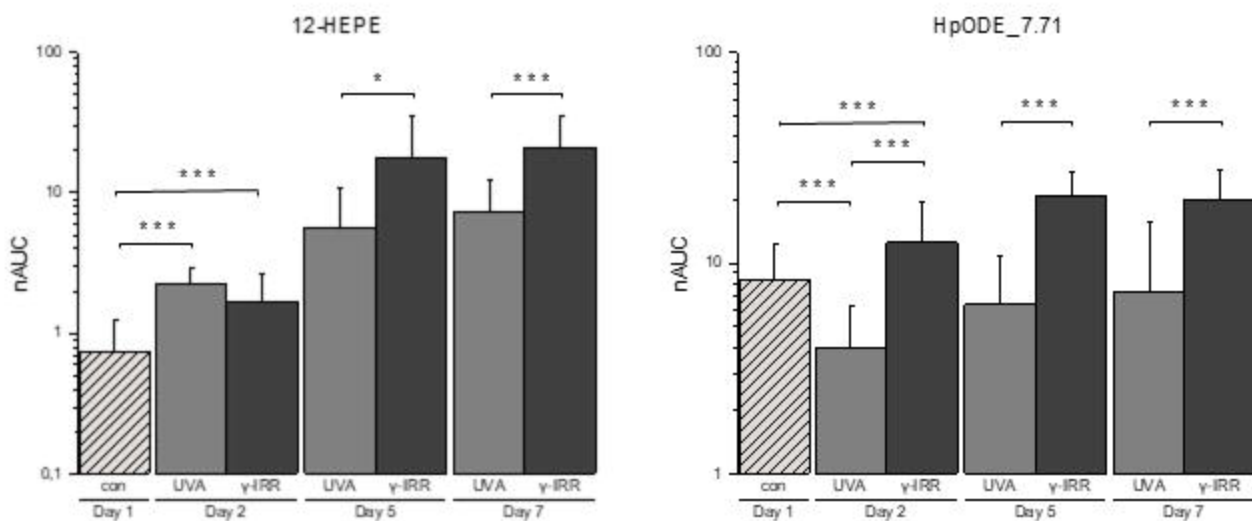 12-HEPE
100
10
1
0,1
nAUC
*
***
***
***
con UVA γ-IRR UVA γ-IRR UVA γ-IRR
Day 1 Day 2 Day 5 Day 7
HpODE_7.71
100
10
1
nAUC
***
***
***
***
***
con UVA γ-IRR UVA γ-IRR UVA γ-IRR
Day 1 Day 2 Day 5 Day 7